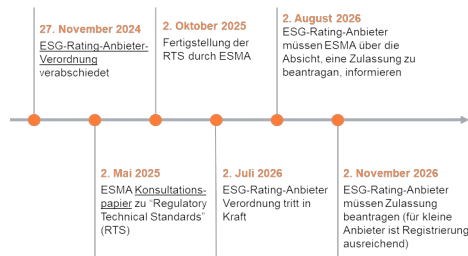 27. November 2024
ESG-Rating-Anbieter-
Verordnung
verabschiedet
2. Oktober 2025
Fertigstellung der
RTS durch ESMA
2. August 2026
ESG-Rating-Anbieter
müssen ESMA über die
Absicht, eine Zulassung zu
beantragen, informieren
2. Mai 2025
ESMA Konsultations-
papier zu “Regulatory
Technical Standards”
(RTS)
2. Juli 2026
ESG-Rating-Anbieter
Verordnung tritt in
Kraft
2. November 2026
ESG-Rating-Anbieter
müssen Zulassung
beantragen (für kleine
Anbieter ist Registrierung
ausreichend)